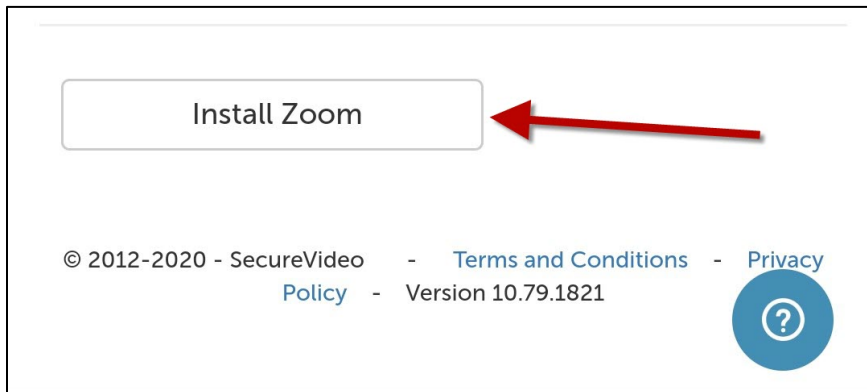 Install Zoom
© 2012-2020 - SecureVideo - Terms and Conditions - Privacy
Policy - Version 10.79.1821
?